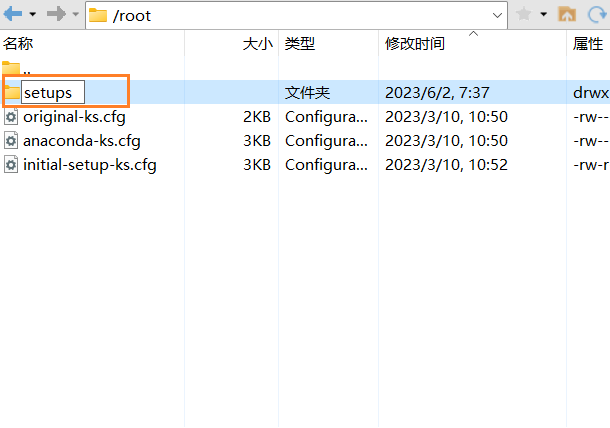 /root
名称 大小 类型 修改时间 属性
..
setups 文件夹 2023/6/2, 7:37 drwx
original-ks.cfg 2KB Configura... 2023/3/10, 10:50 -rw--
anaconda-ks.cfg 3KB Configura... 2023/3/10, 10:50 -rw--
initial-setup-ks.cfg 3KB Configura... 2023/3/10, 10:52 -rw-r